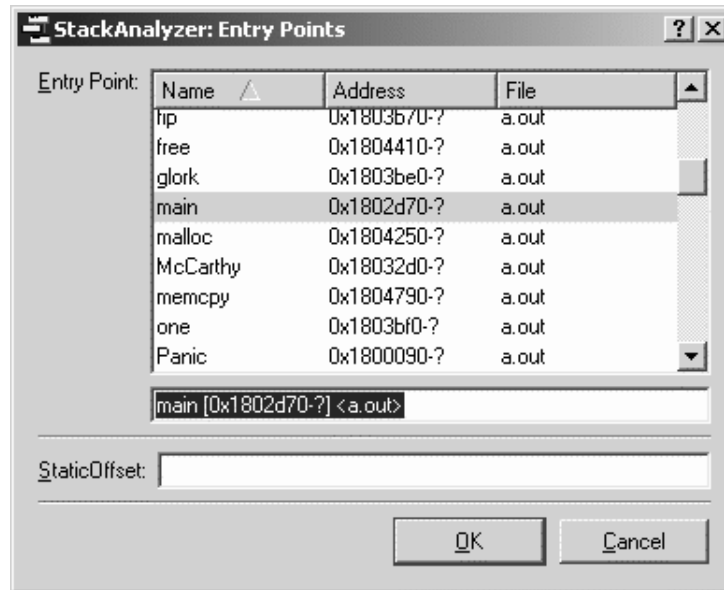 StackAnalyzer: Entry Points
Entry Point:
Name Address File
fip 0x1803b70-? a.out
free 0x1804410-? a.out
glork 0x1803be0-? a.out
main 0x1802d70-? a.out
malloc 0x1804250-? a.out
McCarthy 0x18032d0-? a.out
memcpy 0x1804790-? a.out
one 0x1803bf0-? a.out
Panic 0x1800090-? a.out
main [0x1802d70-?] <a.out>
StaticOffset:
OK Cancel